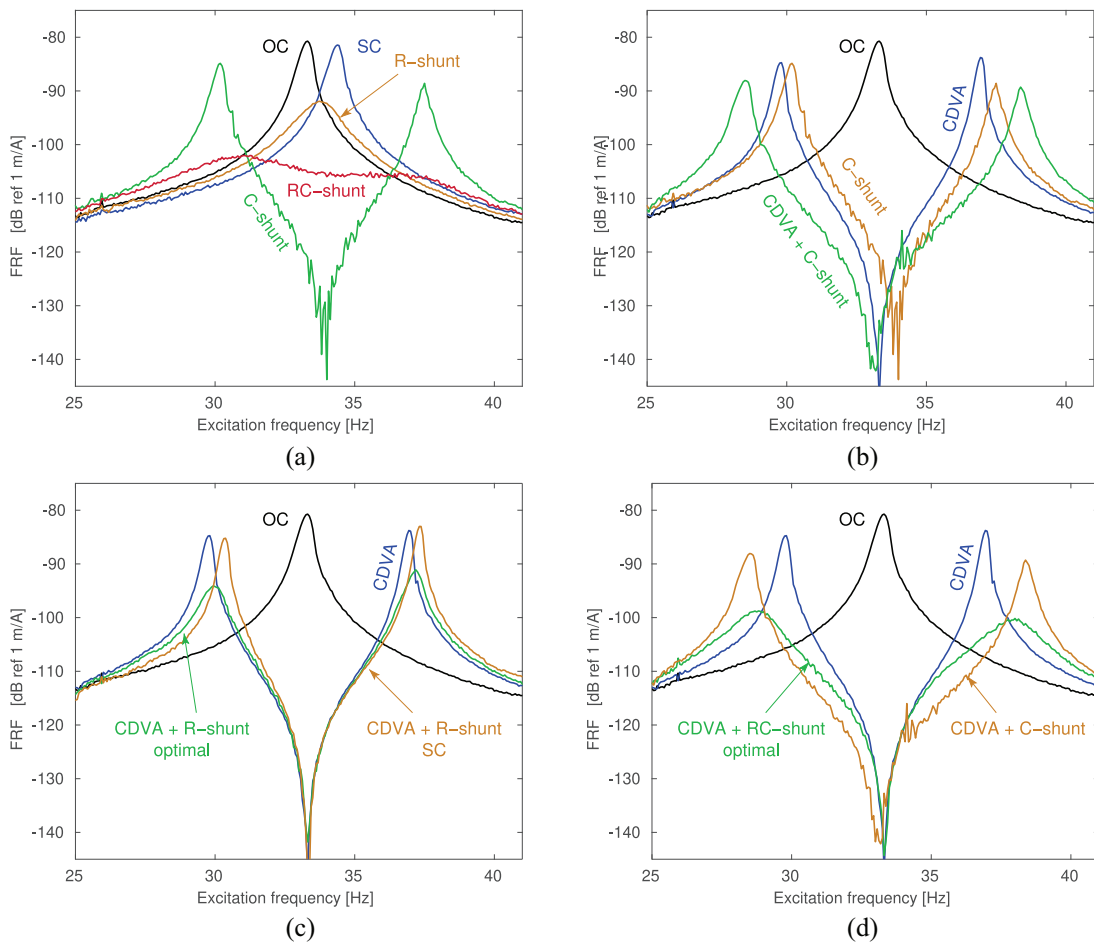 -80
-90
-100
-110
-120
-130
-140
FRF [dB ref 1 m/A]
OC
SC
R-shunt
RC-shunt
C-shunt
25
30
35
40
Excitation frequency [Hz]
(a)
-80
-90
-100
-110
-120
-130
-140
FRF [dB ref 1 m/A]
OC
CDVA
C-shunt
CDVA + C-shunt
25
30
35
40
Excitation frequency [Hz]
(b)
-80
-90
-100
-110
-120
-130
-140
FRF [dB ref 1 m/A]
OC
CDVA
CDVA + R-shunt
optimal
CDVA + R-shunt
SC
25
30
35
40
Excitation frequency [Hz]
(c)
-80
-90
-100
-110
-120
-130
-140
FRF [dB ref 1 m/A]
OC
CDVA
CDVA + RC-shunt
optimal
CDVA + C-shunt
25
30
35
40
Excitation frequency [Hz]
(d)